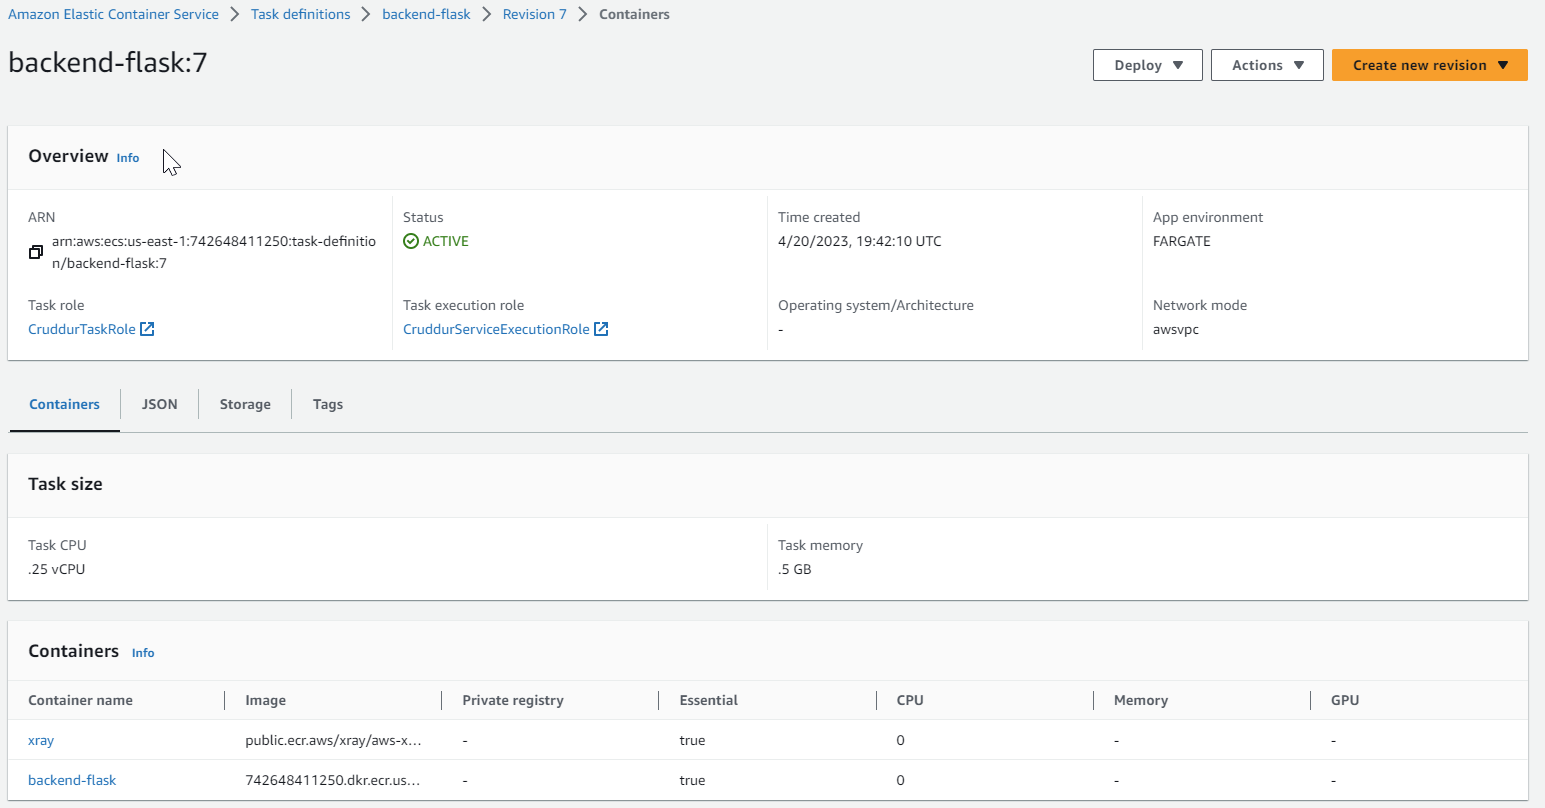 Amazon Elastic Container Service > Task definitions > backend-flask > Revision 7 > Containers
backend-flask:7
Deploy ▼ Actions ▼ Create new revision ▼
Overview Info
ARN
arn:aws:ecs:us-east-1:742648411250:task-definitio
n/backend-flask:7
Status
ACTIVE
Time created
4/20/2023, 19:42:10 UTC
App environment
FARGATE
Task role
CruddurTaskRole
Task execution role
CruddurServiceExecutionRole
Operating system/Architecture
-
Network mode
awsvpc
Containers JSON Storage Tags
Task size
Task CPU
.25 vCPU
Task memory
.5 GB
Containers Info
Container name Image Private registry Essential CPU Memory GPU
xray public.ecr.aws/xray/aws-x... - true 0 - -
backend-flask 742648411250.dkr.ecr.us... - true 0 - -